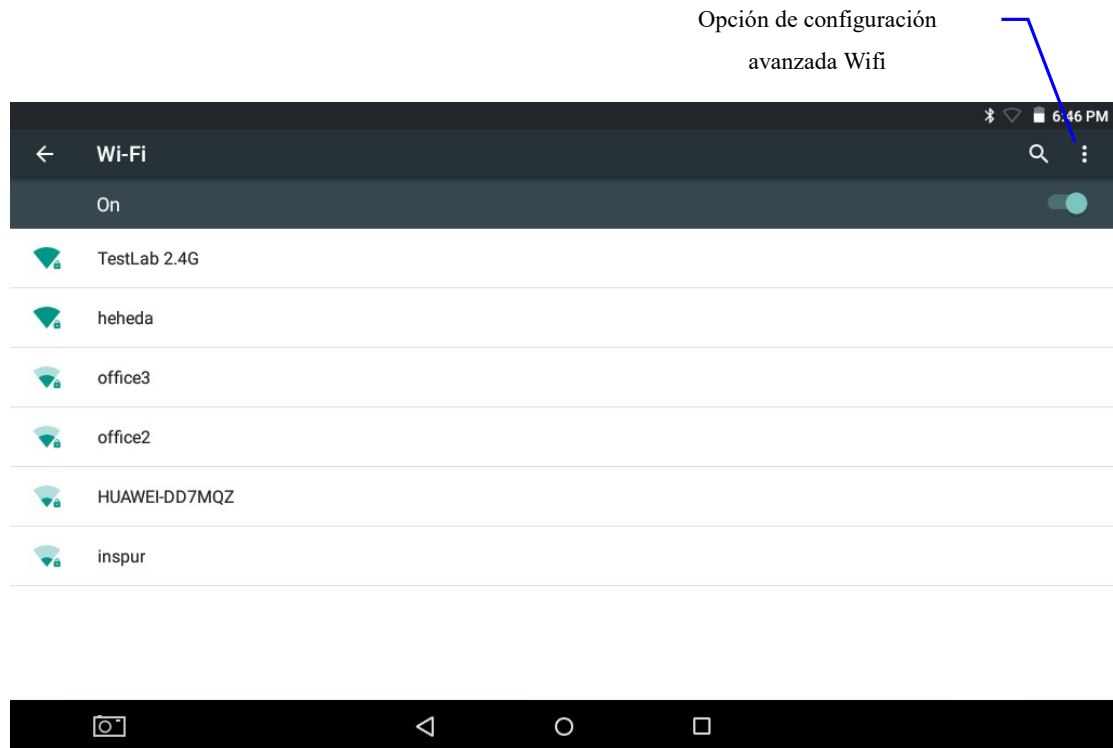 Opción de configuración
avanzada Wifi
6:46 PM
Wi-Fi
On
TestLab 2.4G
heheda
office3
office2
HUAWEI-DD7MQZ
inspur